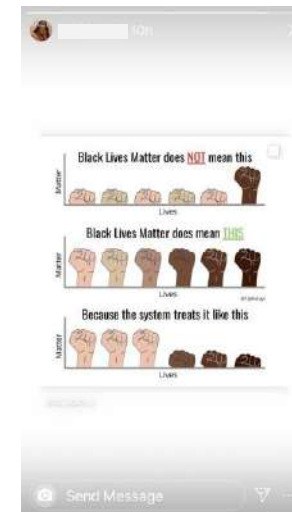 10h
Black Lives Matter does NOT mean this
Matter
Lives
Black Lives Matter does mean THIS
Matter
Lives
Because the system treats it like this
Matter
Lives
Send Message